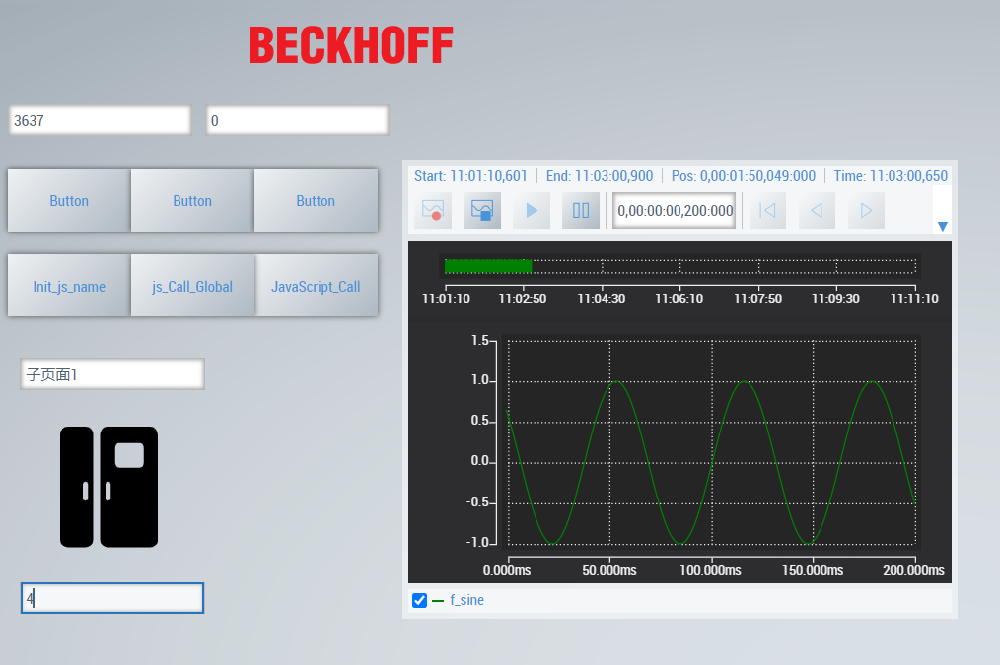 BECKHOFF
3637 0
Button Button Button
Init_js_name js_Call_Global JavaScript_Call
子页面1
4
Start: 11:01:10,601 End: 11:03:00,900 Pos: 0,00:01:50,049:000 Time: 11:03:00,650
0,00:00:00,200:000
11:01:10 11:02:50 11:04:30 11:06:10 11:07:50 11:09:30 11:11:10
1.5
1.0
0.5
0.0
-0.5
-1.0
0.000ms 50.000ms 100.000ms 150.000ms 200.000ms
f_sine